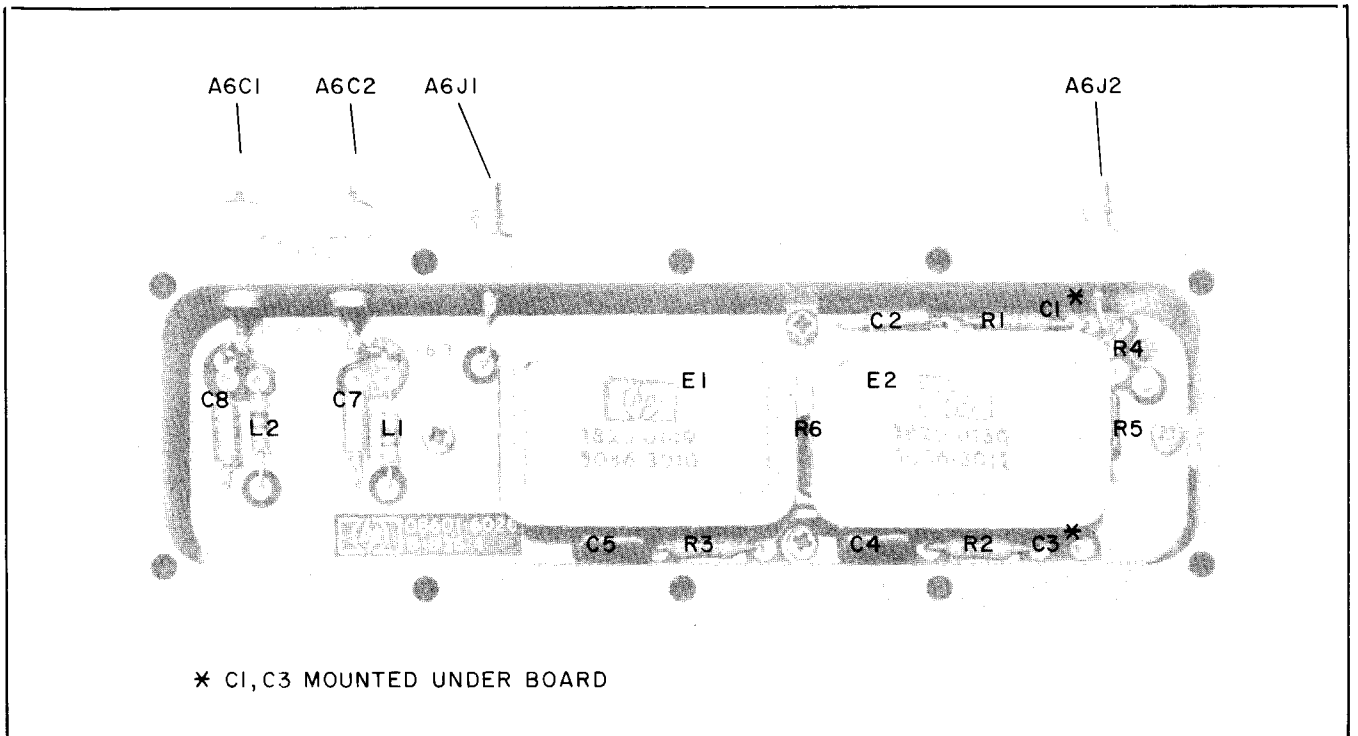 A6C1
A6C2
A6J1
A6J2
C1
C2
R1
R4
E1
E2
C8
C7
L2
L1
R6
R5
C5
R3
C4
R2
C3
* C1, C3 MOUNTED UNDER BOARD